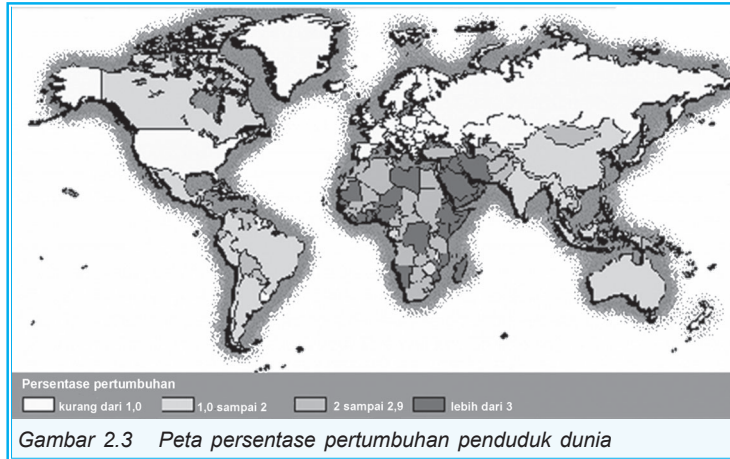 Persentase pertumbuhan
kurang dari 1,0 1,0 sampai 2 2 sampai 2,9 lebih dari 3
Gambar 2.3 Peta persentase pertumbuhan penduduk dunia